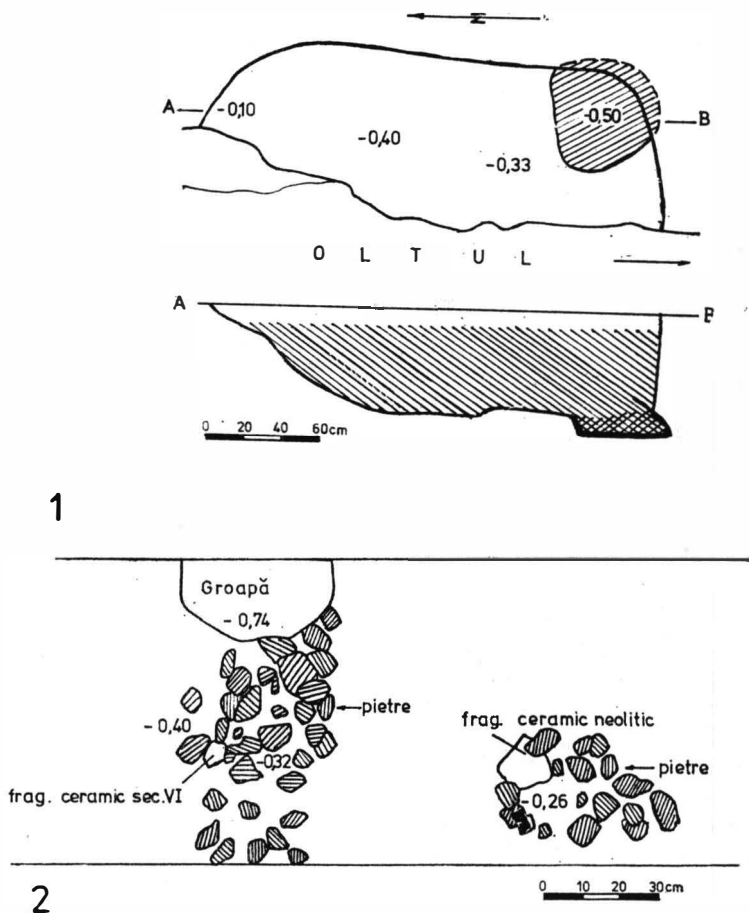 N
A
-0,10
-0,50
B
-0,40
-0,33
OLTUL
A
B
0 20 40 60cm
1
Groapă
-0,74
-0,40
pietre
-0,32
frag. ceramic sec.VI
frag. ceramic neolitic
pietre
-0,26
0 10 20 30cm
2